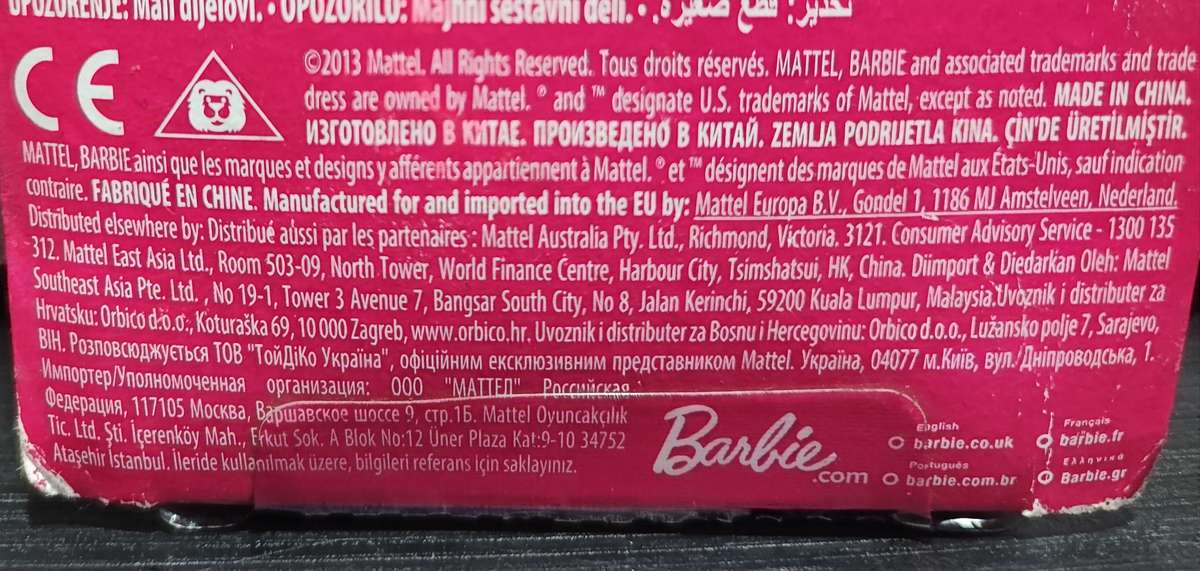 UPOZORENJE: Mali dijelovi. • UPOZORILO: Majhni sestavni deli. • تحذير: قطع صغيرة.
CE
©2013 Mattel. All Rights Reserved. Tous droits réservés. MATTEL, BARBIE and associated trademarks and trade
dress are owned by Mattel. ® and ™ designate U.S. trademarks of Mattel, except as noted. MADE IN CHINA.
ИЗГОТОВЛЕНО В КИТАЕ. ПРОИЗВЕДЕНО В КИТАЙ. ZEMLJA PODRIJETLA KINA. ÇİN'DE ÜRETİLMİŞTİR.
MATTEL, BARBIE ainsi que les marques et designs y afférents appartiennent à Mattel. ® et ™ désignent des marques de Mattel aux États-Unis, sauf indication
contraire. FABRIQUÉ EN CHINE. Manufactured for and imported into the EU by: Mattel Europa B.V., Gondel 1, 1186 MJ Amstelveen, Nederland.
Distributed elsewhere by: Distribué aussi par les partenaires : Mattel Australia Pty. Ltd., Richmond, Victoria. 3121. Consumer Advisory Service - 1300 135
312. Mattel East Asia Ltd., Room 503-09, North Tower, World Finance Centre, Harbour City, Tsimshatsui, HK, China. Diimport & Diedarkan Oleh: Mattel
Southeast Asia Pte. Ltd. , No 19-1, Tower 3 Avenue 7, Bangsar South City, No 8, Jalan Kerinchi, 59200 Kuala Lumpur, Malaysia.Uvoznik i distributer za
Hrvatsku: Orbico d.o.o., Koturaška 69, 10 000 Zagreb, www.orbico.hr. Uvoznik i distributer za Bosnu i Hercegovinu: Orbico d.o.o., Lužansko polje 7, Sarajevo,
BIH. Розповсюджується ТОВ "ТойДіКо Україна", офіційним ексклюзивним представником Mattel. Україна, 04077 м.Київ, вул. Дніпроводська, 1.
Импортер/Уполномоченная организация: ООО "МАТТЕЛ" Российская
Федерация, 117105 Москва, Варшавское шоссе 9, стр.1Б. Mattel Oyuncakçılık
Tic. Ltd. Şti. İçerenköy Mah., Erkut Sok. A Blok No:12 Üner Plaza Kat:9-10 34752
Ataşehir İstanbul. İleride kullanılmak üzere, bilgileri referans için saklayınız.
Barbie.com
English
barbie.co.uk
Français
barbie.fr
Português
barbie.com.br
Ελληνικά
Barbie.gr